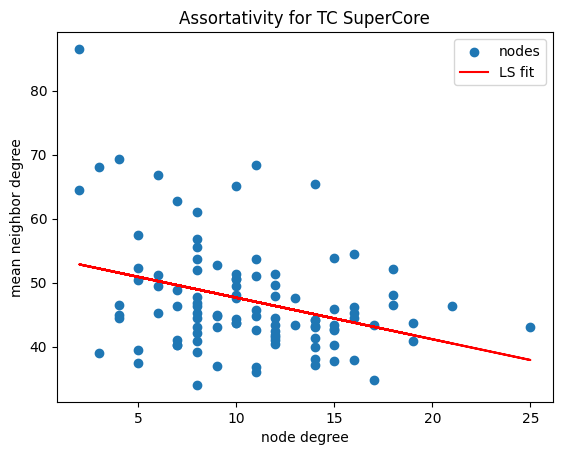 Assortativity for TC SuperCore
nodes
LS fit
mean neighbor degree
80
70
60
50
40
5 10 15 20 25
node degree